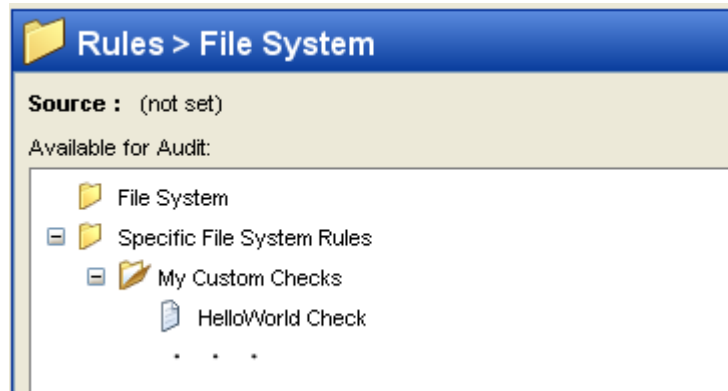 Rules > File System
Source : (not set)
Available for Audit:
File System
Specific File System Rules
My Custom Checks
HelloWorld Check
. . .